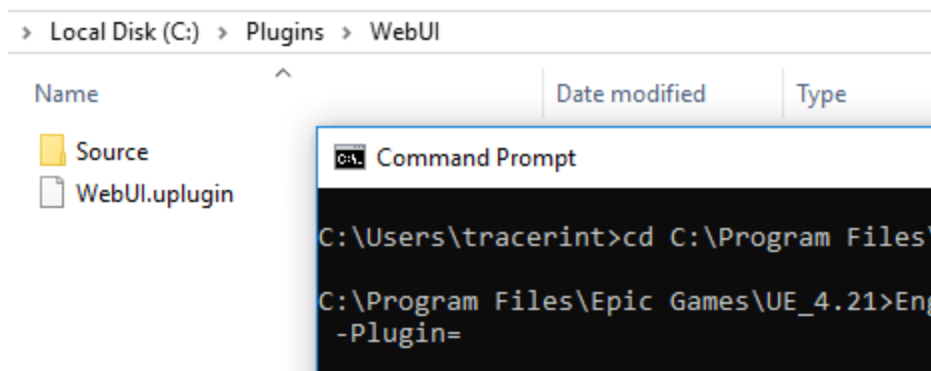 > Local Disk (C:) > Plugins > WebUI
Name Date modified Type
Source
WebUI.uplugin
Command Prompt
C:\Users\tracerint>cd C:\Program Files\
C:\Program Files\Epic Games\UE_4.21>Eng
-Plugin=